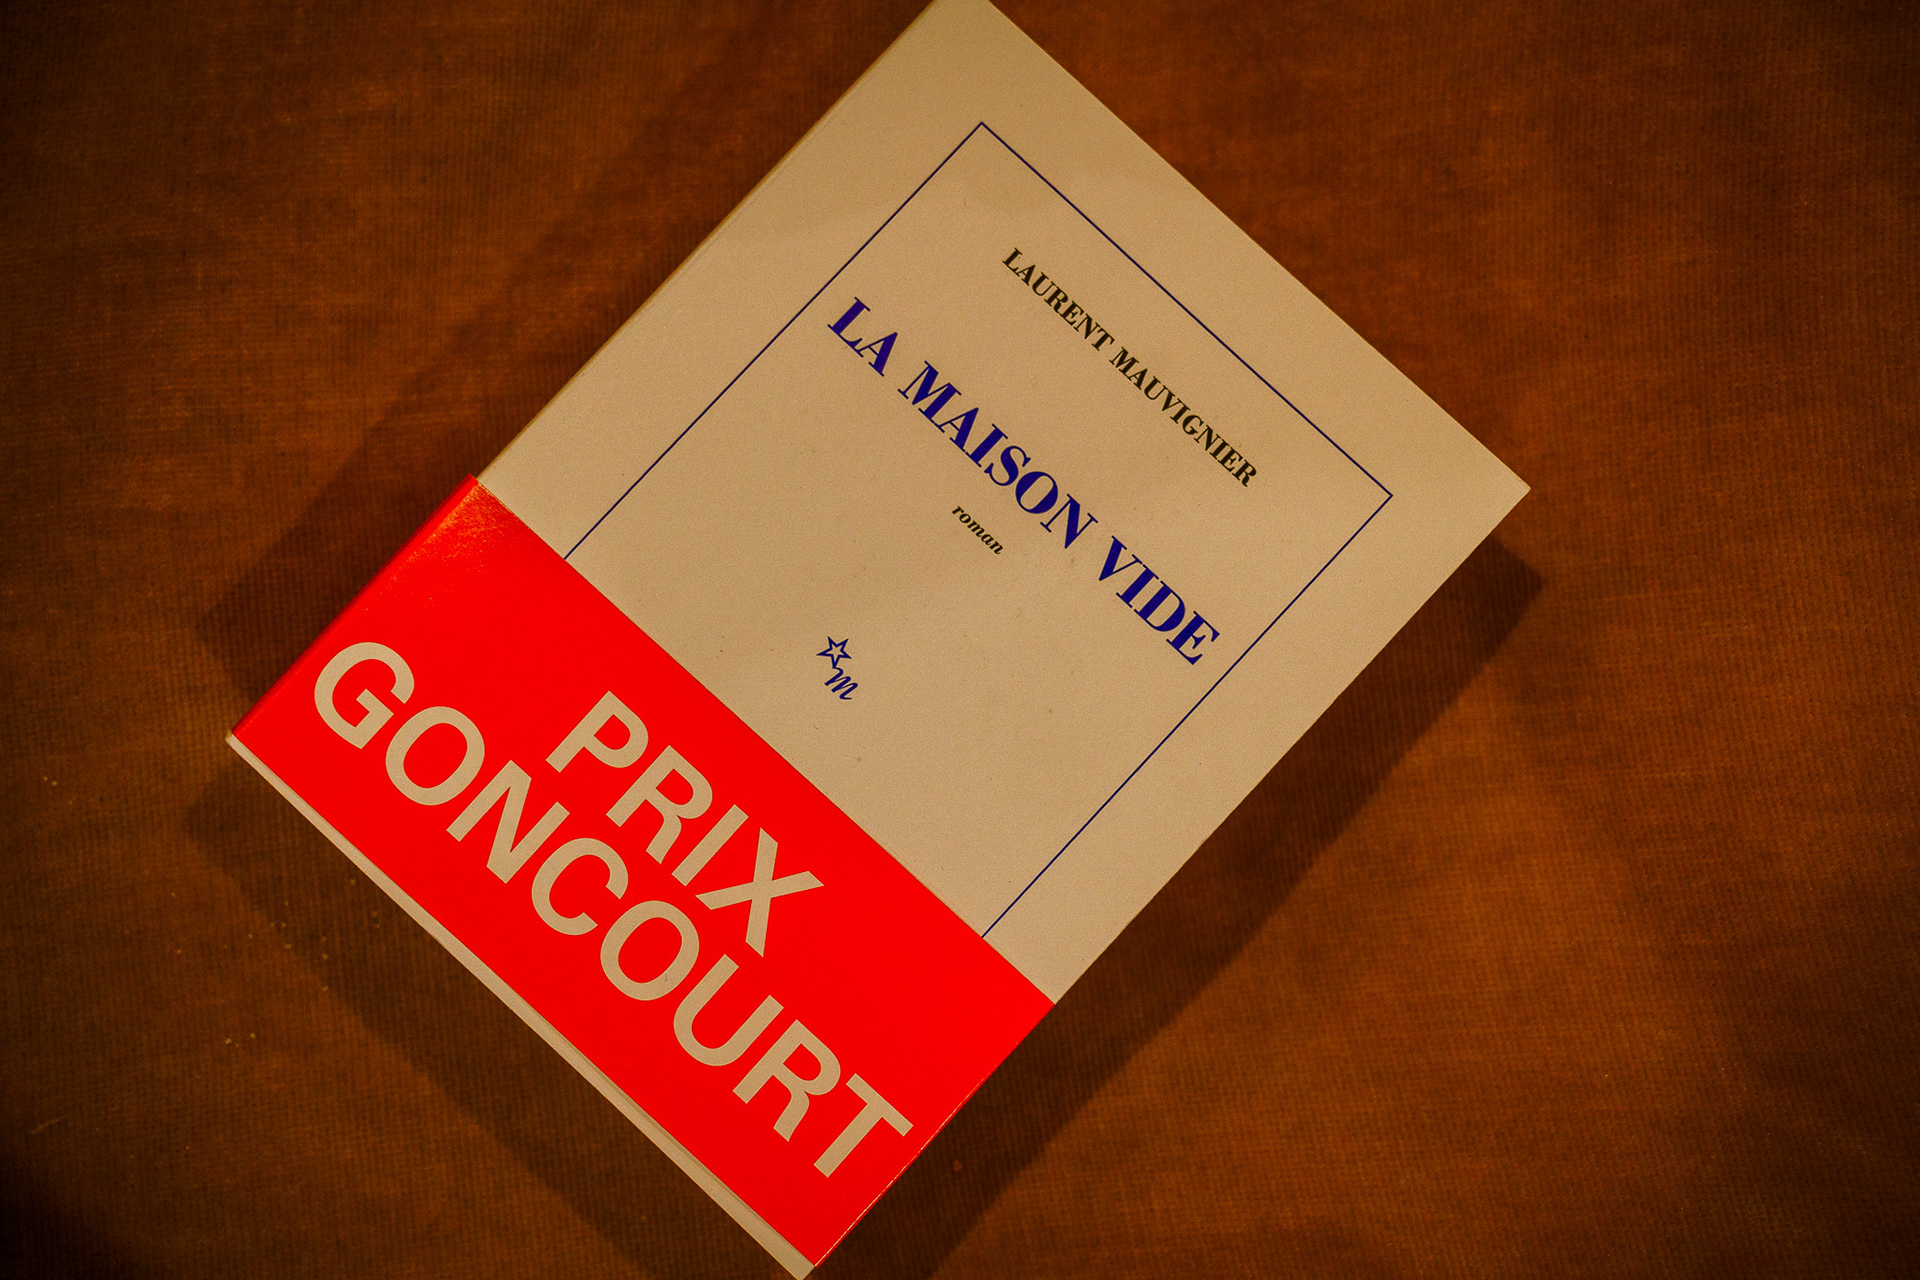 LAURENT MAUVIGNIER
LA MAISON VIDE
roman
m
PRIX
GONCOURT